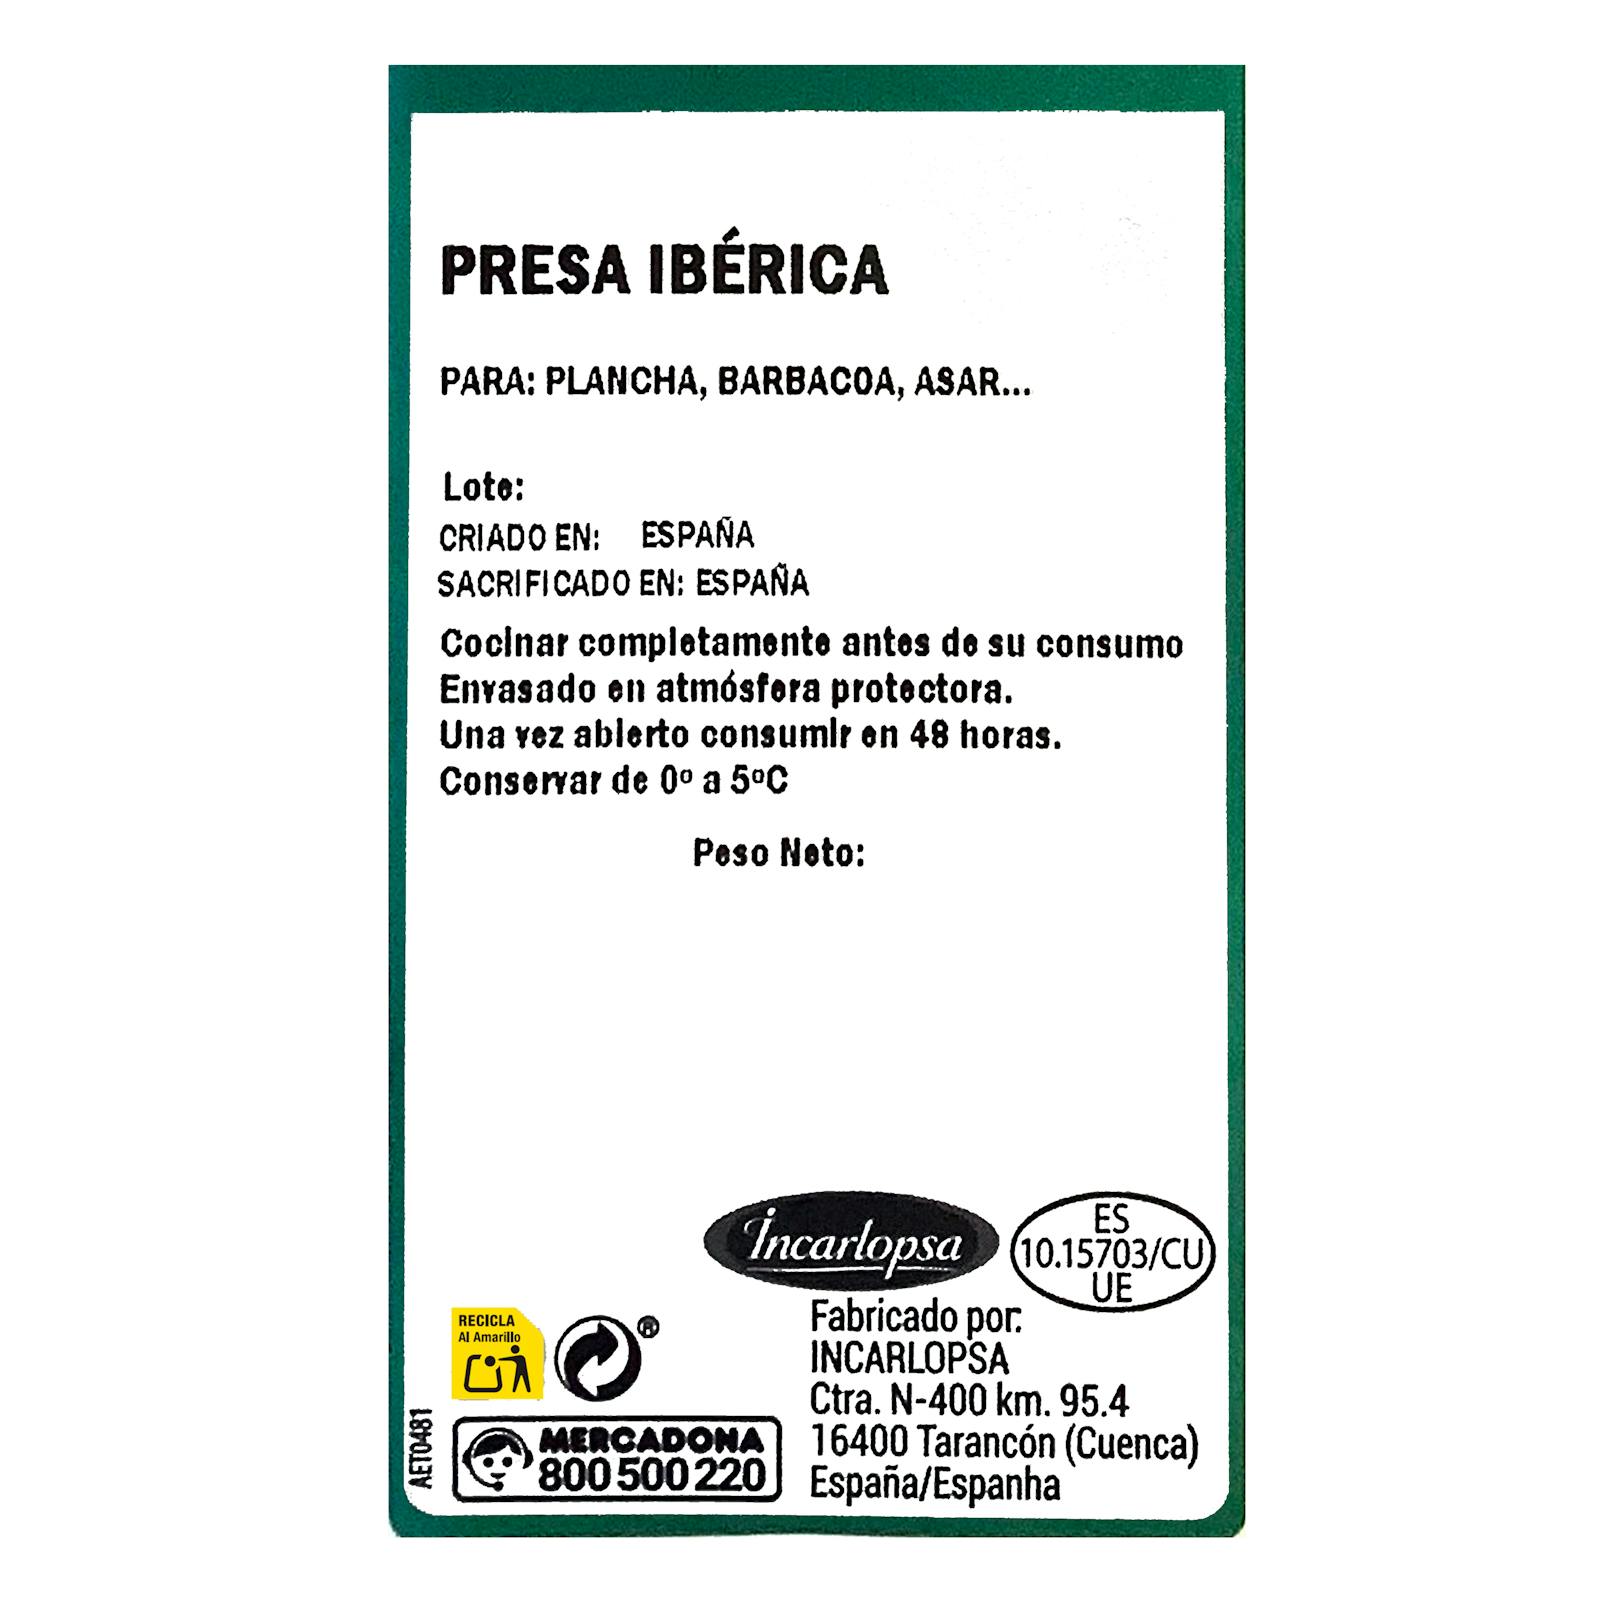 PRESA IBÉRICA
PARA: PLANCHA, BARBACOA, ASAR...
Lote:
CRIADO EN: ESPAÑA
SACRIFICADO EN: ESPAÑA
Cocinar completamente antes de su consumo
Envasado en atmósfera protectora.
Una vez abierto consumir en 48 horas.
Conservar de 0º a 5ºC
Peso Neto:
Incarlopsa
ES
10.15703/CU
UE
RECICLA
Al Amarillo
®
Fabricado por:
INCARLOPSA
Ctra. N-400 km. 95.4
16400 Tarancón (Cuenca)
España/Espanha
MERCADONA
800 500 220
AET0481